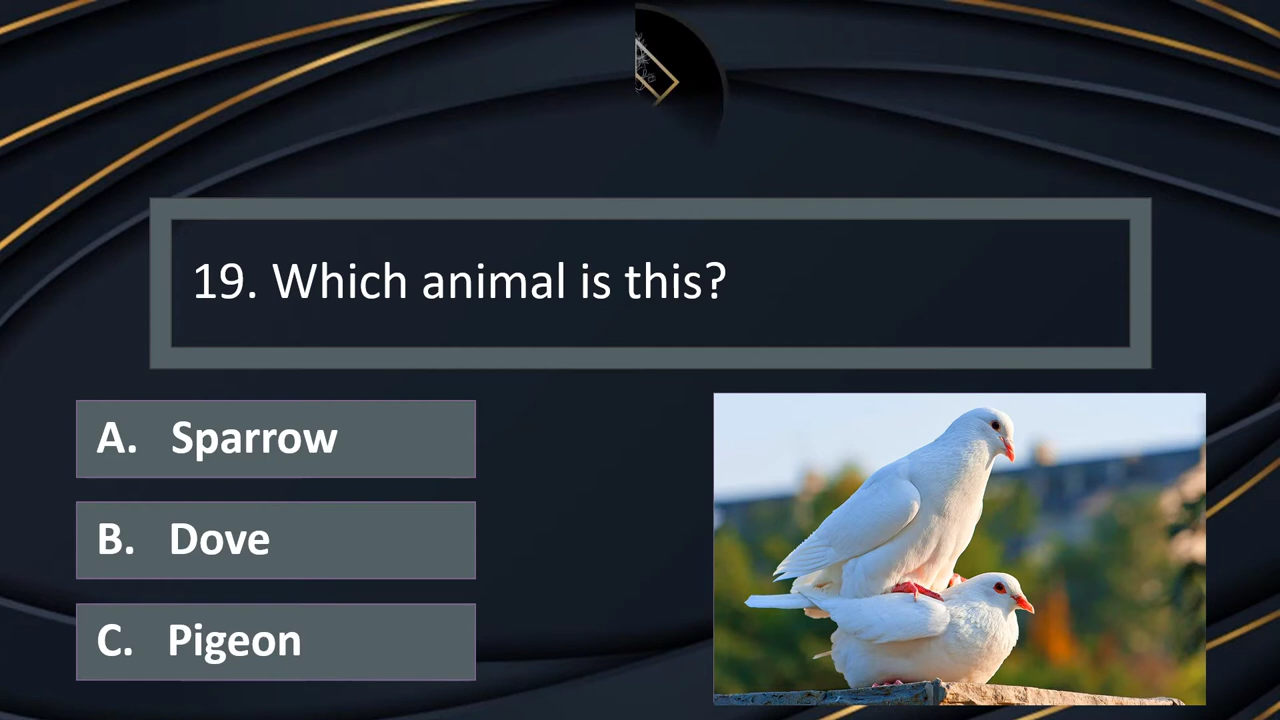 19. Which animal is this?
A. Sparrow
B. Dove
C. Pigeon